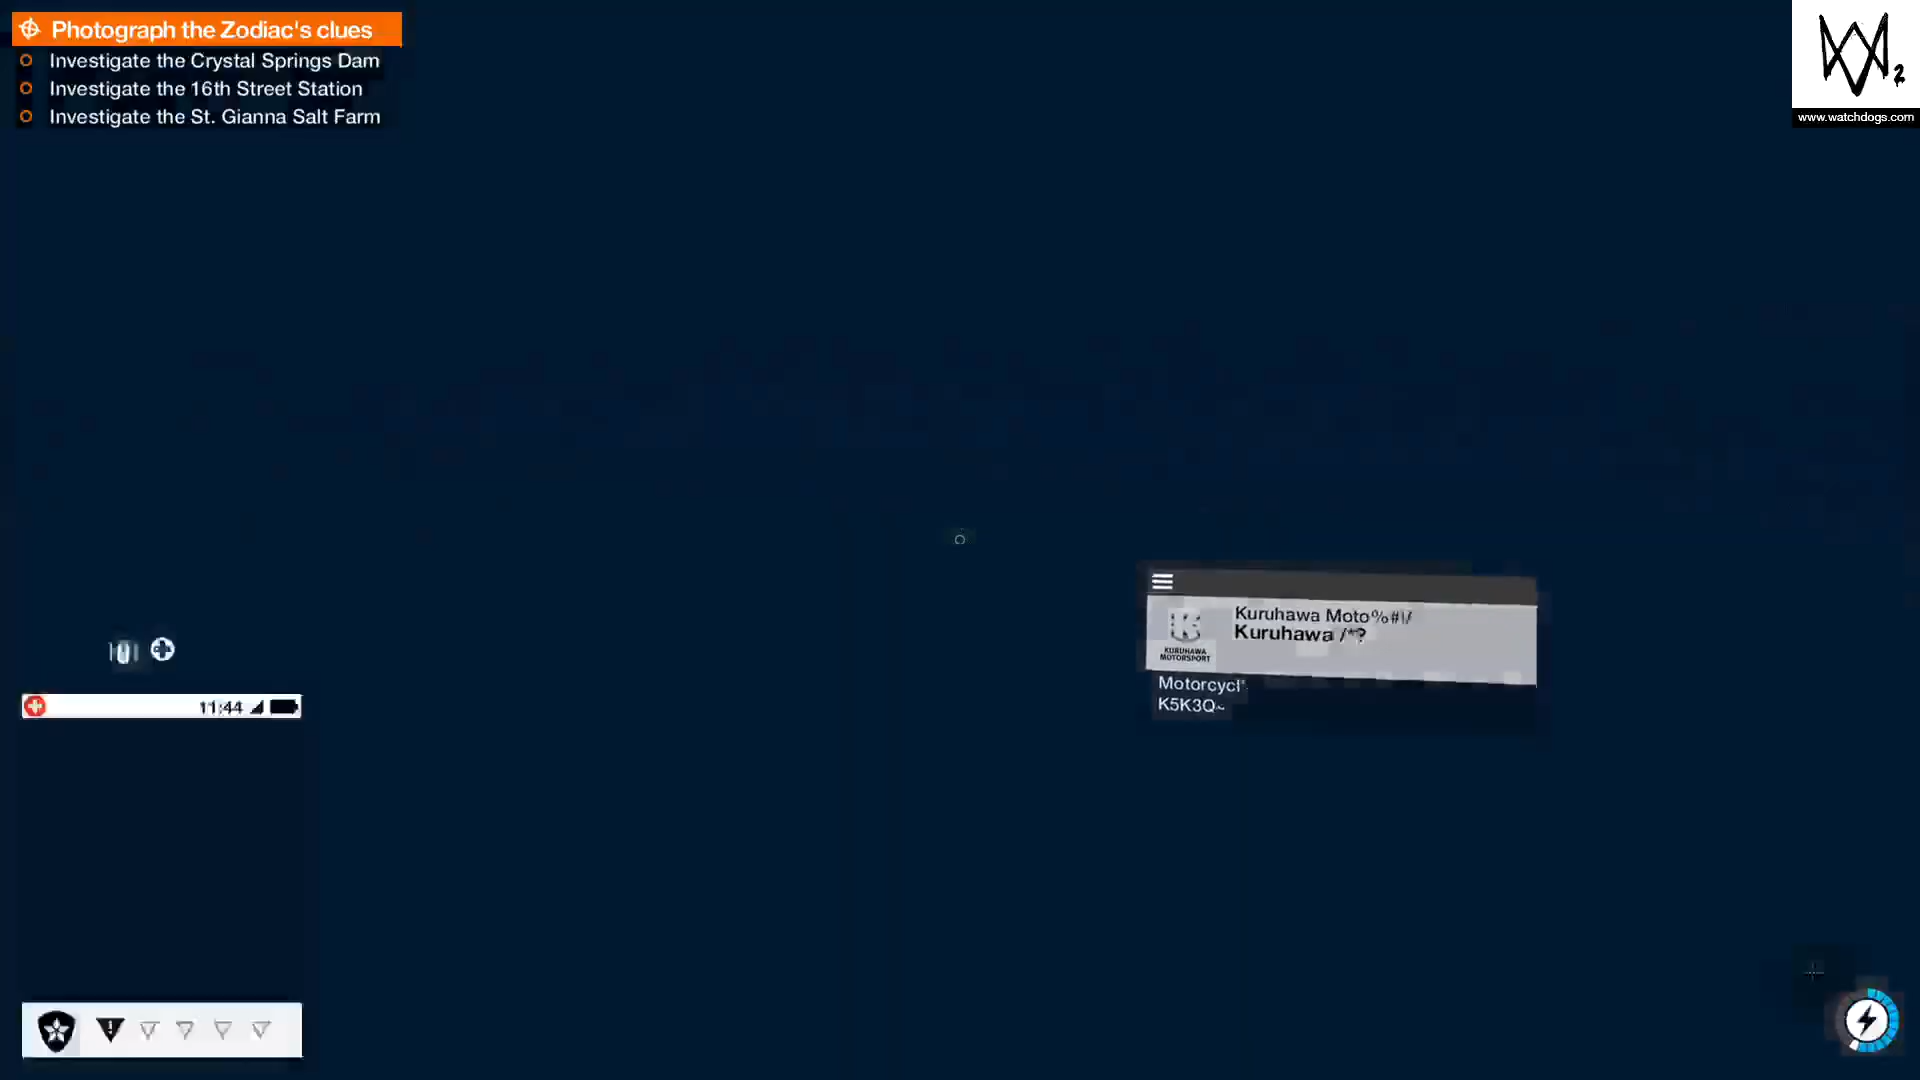 Photograph the Zodiac's clues
Investigate the Crystal Springs Dam
Investigate the 16th Street Station
Investigate the St. Gianna Salt Farm
2
www.watchdogs.com
Kuruhawa Moto%#!/
Kuruhawa /*?
KURUHAWA
MOTORSPORT
Motorcycl*
K5K3Q~
11:44